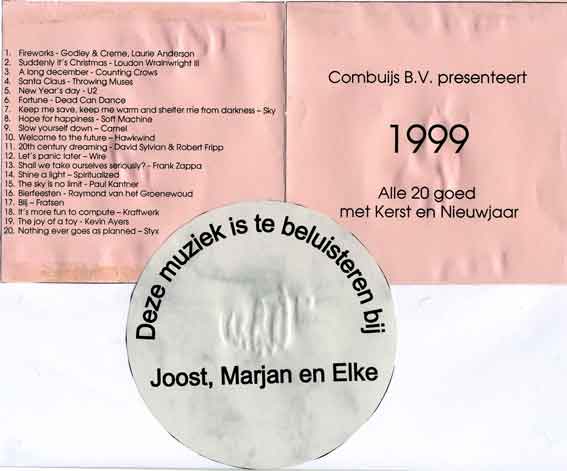 1. Fireworks - Godley & Creme, Laurie Anderson
2. Suddenly it's Christmas - Loudon Wrainwright III
3. A long december - Counting Crows
4. Santa Claus - Throwing Muses
5. New Year's day - U2
6. Fortune - Dead Can Dance
7. Keep me save, keep me warm and shelter me from darkness – Sky
8. Hope for happiness - Soft Machine
9. Slow yourself down – Camel
10. Welcome to the future – Hawkwind
11. 20th century dreaming - David Sylvian & Robert Fripp
12. Let's panic later – Wire
13. Shall we take ourselves seriously? - Frank Zappa
14. Shine a light – Spiritualized
15. The sky is no limit - Paul Kantner
16. Bierfeesten - Raymond van het Groenewoud
17. Blij – Fratsen
18. It's more fun to compute – Kraftwerk
19. The joy of a toy - Kevin Ayers
20. Nothing ever goes as planned – Styx
Combuijs B.V. presenteert
1999
Alle 20 goed
met Kerst en Nieuwjaar
Deze muziek is te beluisteren bij
Joost, Marjan en Elke